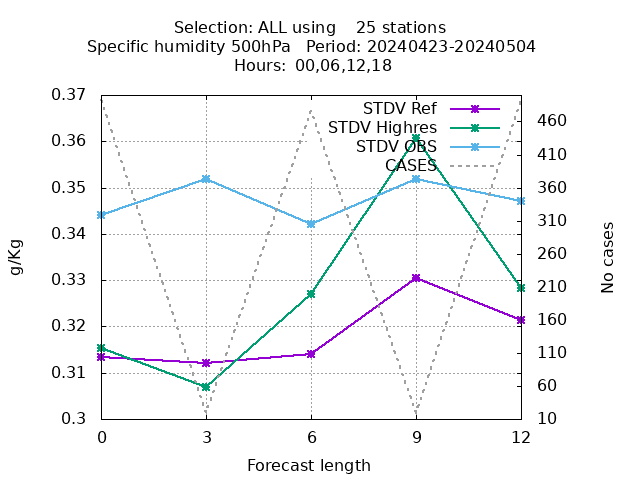 Selection: ALL using    25 stations
Specific humidity 500hPa   Period: 20240423-20240504
Hours:  00,06,12,18
STDV Ref
STDV Highres
STDV OBS
CASES
g/Kg
0.37
0.36
0.35
0.34
0.33
0.32
0.31
0.3
460
410
360
310
260
210
160
110
60
10
No cases
0 3 6 9 12
Forecast length